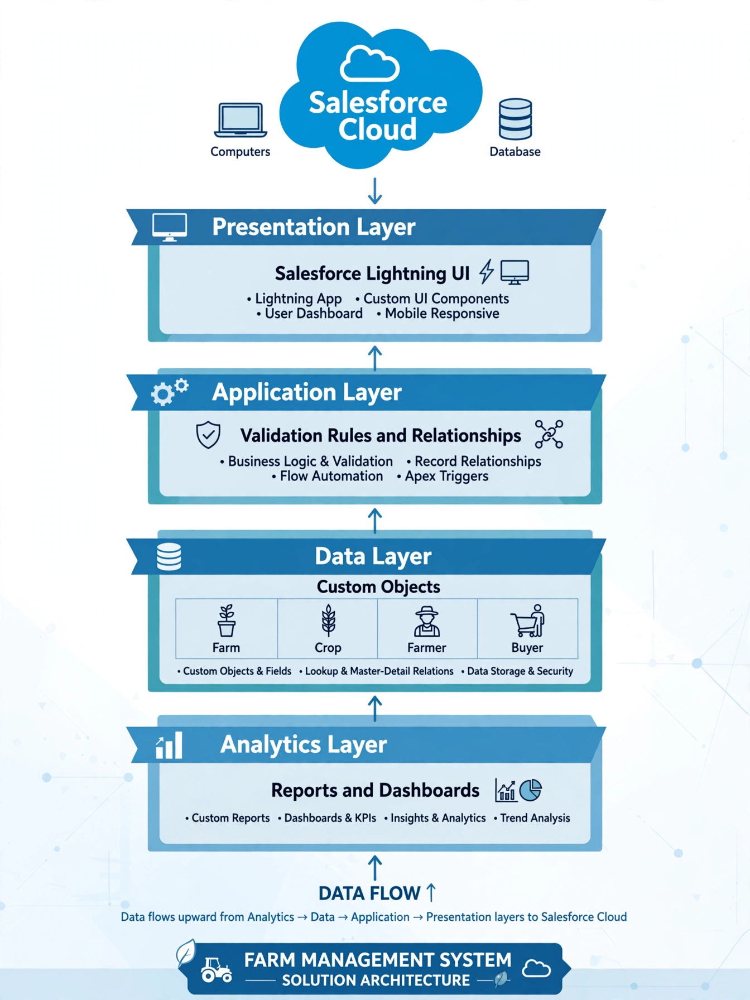 Salesforce
Cloud
Computers
Database
Presentation Layer
Salesforce Lightning UI
• Lightning App • Custom UI Components
• User Dashboard • Mobile Responsive
Application Layer
Validation Rules and Relationships
• Business Logic & Validation • Record Relationships
• Flow Automation • Apex Triggers
Data Layer
Custom Objects
Farm Crop Farmer Buyer
• Custom Objects & Fields • Lookup & Master-Detail Relations • Data Storage & Security
Analytics Layer
Reports and Dashboards
• Custom Reports • Dashboards & KPIs • Insights & Analytics • Trend Analysis
DATA FLOW ↑
Data flows upward from Analytics → Data → Application → Presentation layers to Salesforce Cloud
FARM MANAGEMENT SYSTEM
SOLUTION ARCHITECTURE